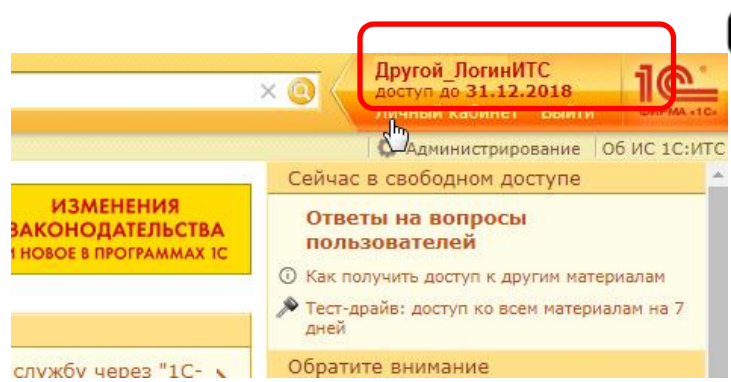 Другой_ЛогинИТС
доступ до 31.12.2018
Личный кабинет Выйти
1С
ФИРМА «1С»
Администрирование Об ИС 1С:ИТС
Сейчас в свободном доступе
ИЗМЕНЕНИЯ
ЗАКОНОДАТЕЛЬСТВА
И НОВОЕ В ПРОГРАММАХ 1С
Ответы на вопросы
пользователей
Как получить доступ к другим материалам
Тест-драйв: доступ ко всем материалам на 7
дней
службу через "1С-
Обратите внимание